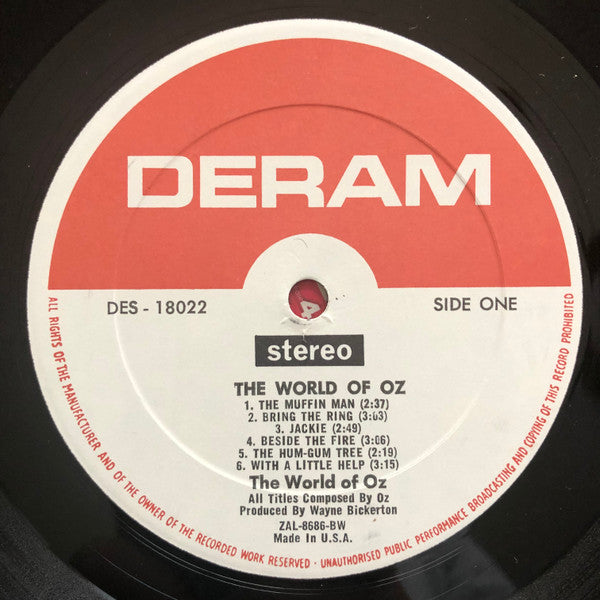 DERAM
DES - 18022
SIDE ONE
stereo
THE WORLD OF OZ
1. THE MUFFIN MAN (2:37)
2. BRING THE RING (3:03)
3. JACKIE (2:49)
4. BESIDE THE FIRE (3:06)
5. THE HUM-GUM TREE (2:19)
6. WITH A LITTLE HELP (3:15)
The World of Oz
All Titles Composed By Oz
Produced By Wayne Bickerton
ZAL-8686-BW
Made In U.S.A.
ALL RIGHTS OF THE MANUFACTURER AND OF THE OWNER OF THE RECORDED WORK RESERVED - UNAUTHORISED PUBLIC PERFORMANCE BROADCASTING AND COPYING OF THIS RECORD PROHIBITED